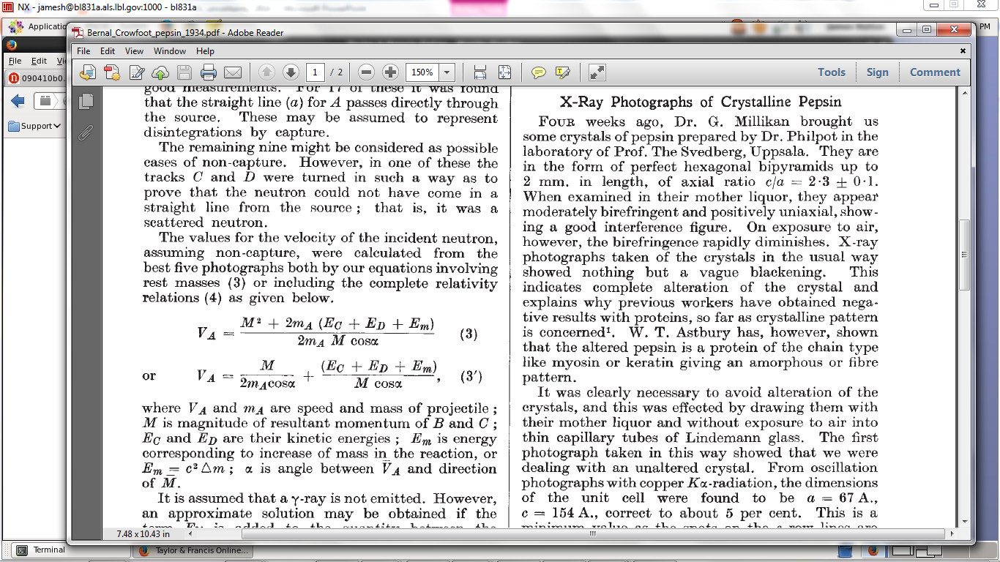 NX - jamesh@bl831a.als.lbl.gov:1000 - bl831a
Applicatio
PM
Bernal_Crowfoot_pepsin_1934.pdf - Adobe Reader
File Edit Vi
File Edit View Window Help
090410b0.
1 / 2
150%
Tools Sign Comment
Support
good measurements. For 17 of these it was found
that the straight line (a) for A passes directly through
the source. These may be assumed to represent
disintegrations by capture.
The remaining nine might be considered as possible
cases of non-capture. However, in one of these the
tracks C and D were turned in such a way as to
prove that the neutron could not have come in a
straight line from the source ; that is, it was a
scattered neutron.
The values for the velocity of the incident neutron,
assuming non-capture, were calculated from the
best five photographs both by our equations involving
rest masses (3) or including the complete relativity
relations (4) as given below.
V_A = (M² + 2m_A (E_C + E_D + E_m)) / (2m_A M cosα) (3)
or V_A = M / (2m_A cosα) + (E_C + E_D + E_m) / (M cosα), (3′)
where V_A and m_A are speed and mass of projectile ;
M is magnitude of resultant momentum of B and C ;
E_C and E_D are their kinetic energies ; E_m is energy
corresponding to increase of mass in the reaction, or
E_m = c² Δm ; α is angle between V̄_A and direction
of M̄.
It is assumed that a γ-ray is not emitted. However,
an approximate solution may be obtained if the
X-Ray Photographs of Crystalline Pepsin
FOUR weeks ago, Dr. G. Millikan brought us
some crystals of pepsin prepared by Dr. Philpot in the
laboratory of Prof. The Svedberg, Uppsala. They are
in the form of perfect hexagonal bipyramids up to
2 mm. in length, of axial ratio c/a = 2·3 ± 0·1.
When examined in their mother liquor, they appear
moderately birefringent and positively uniaxial, show-
ing a good interference figure. On exposure to air,
however, the birefringence rapidly diminishes. X-ray
photographs taken of the crystals in the usual way
showed nothing but a vague blackening. This
indicates complete alteration of the crystal and
explains why previous workers have obtained nega-
tive results with proteins, so far as crystalline pattern
is concerned¹. W. T. Astbury has, however, shown
that the altered pepsin is a protein of the chain type
like myosin or keratin giving an amorphous or fibre
pattern.
It was clearly necessary to avoid alteration of the
crystals, and this was effected by drawing them with
their mother liquor and without exposure to air into
thin capillary tubes of Lindemann glass. The first
photograph taken in this way showed that we were
dealing with an unaltered crystal. From oscillation
photographs with copper Kα-radiation, the dimensions
of the unit cell were found to be a = 67 A.,
c = 154 A., correct to about 5 per cent. This is a
7.48 x 10.43 in
Terminal
Taylor & Francis Online...